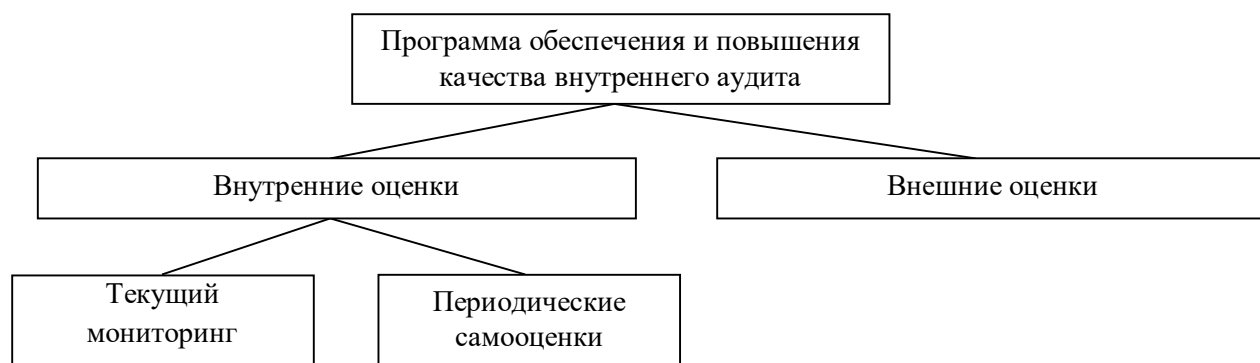 Программа обеспечения и повышения
качества внутреннего аудита
Внутренние оценки
Внешние оценки
Текущий
мониторинг
Периодические
самооценки